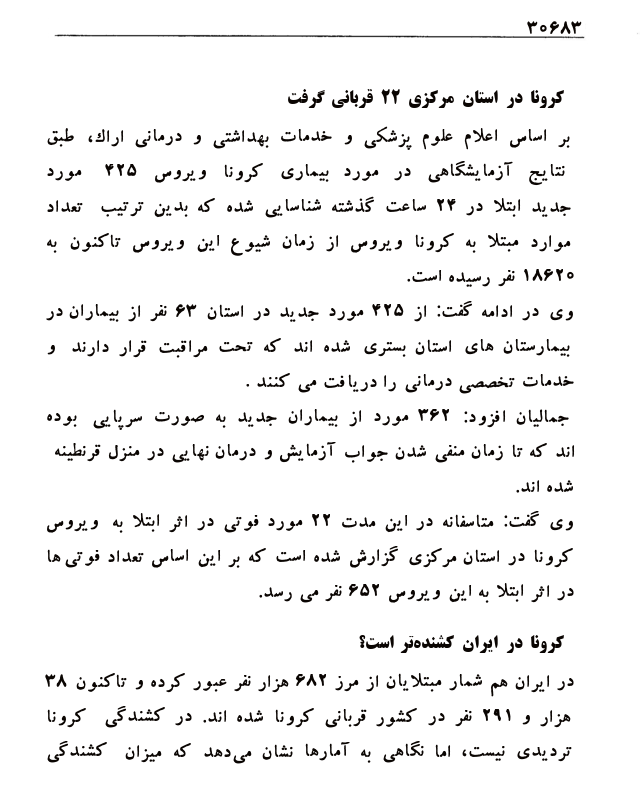 ۳۰۶۸۳
کرونا در استان مرکزی ۲۲ قربانی گرفت
بر اساس اعلام علوم پزشکی و خدمات بهداشتی و درمانی اراك، طبق
نتایج آزمایشگاهی در مورد بیماری کرونا ویروس ۴۲۵ مورد
جدید ابتلا در ۲۴ ساعت گذشته شناسایی شده که بدین ترتیب تعداد
موارد مبتلا به کرونا ویروس از زمان شیوع این ویروس تاکنون به
۱۸۶۲۰ نفر رسیده است.
وی در ادامه گفت: از ۴۲۵ مورد جدید در استان ۶۳ نفر از بیماران در
بیمارستان های استان بستری شده اند که تحت مراقبت قرار دارند و
خدمات تخصصی درمانی را دریافت می کنند .
جمالیان افزود: ۳۶۲ مورد از بیماران جدید به صورت سرپایی بوده
اند که تا زمان منفی شدن جواب آزمایش و درمان نهایی در منزل قرنطینه
شده اند.
وی گفت: متاسفانه در این مدت ۲۲ مورد فوتی در اثر ابتلا به ویروس
کرونا در استان مرکزی گزارش شده است که بر این اساس تعداد فوتی ها
در اثر ابتلا به این ویروس ۶۵۲ نفر می رسد.
کرونا در ایران کشنده‌تر است؟
در ایران هم شمار مبتلایان از مرز ۶۸۲ هزار نفر عبور کرده و تاکنون ۳۸
هزار و ۲۹۱ نفر در کشور قربانی کرونا شده اند. در کشندگی کرونا
تردیدی نیست، اما نگاهی به آمارها نشان می‌دهد که میزان کشندگی